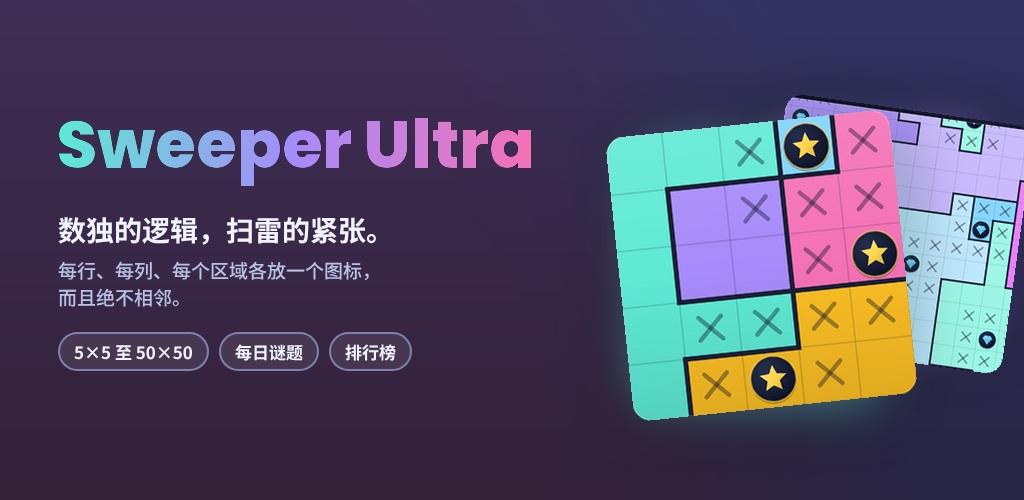 Sweeper Ultra
数独的逻辑，扫雷的紧张。
每行、每列、每个区域各放一个图标，
而且绝不相邻。
5×5 至 50×50
每日谜题
排行榜